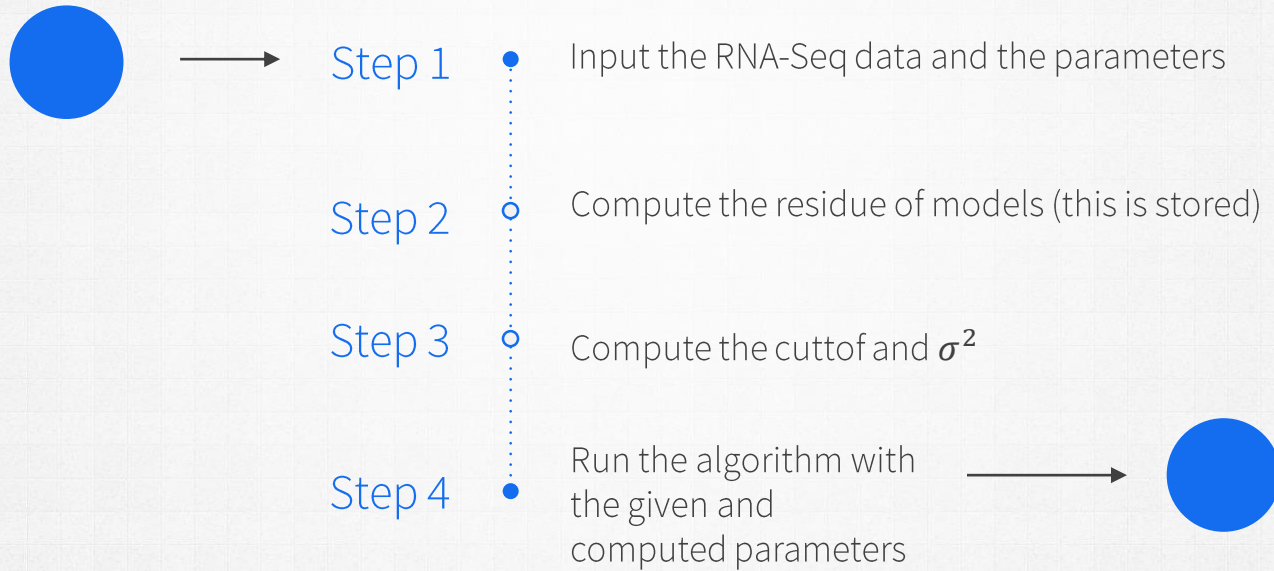 Step 1 Input the RNA-Seq data and the parameters
Step 2 Compute the residue of models (this is stored)
Step 3 Compute the cuttof and σ²
Step 4 Run the algorithm with
the given and
computed parameters